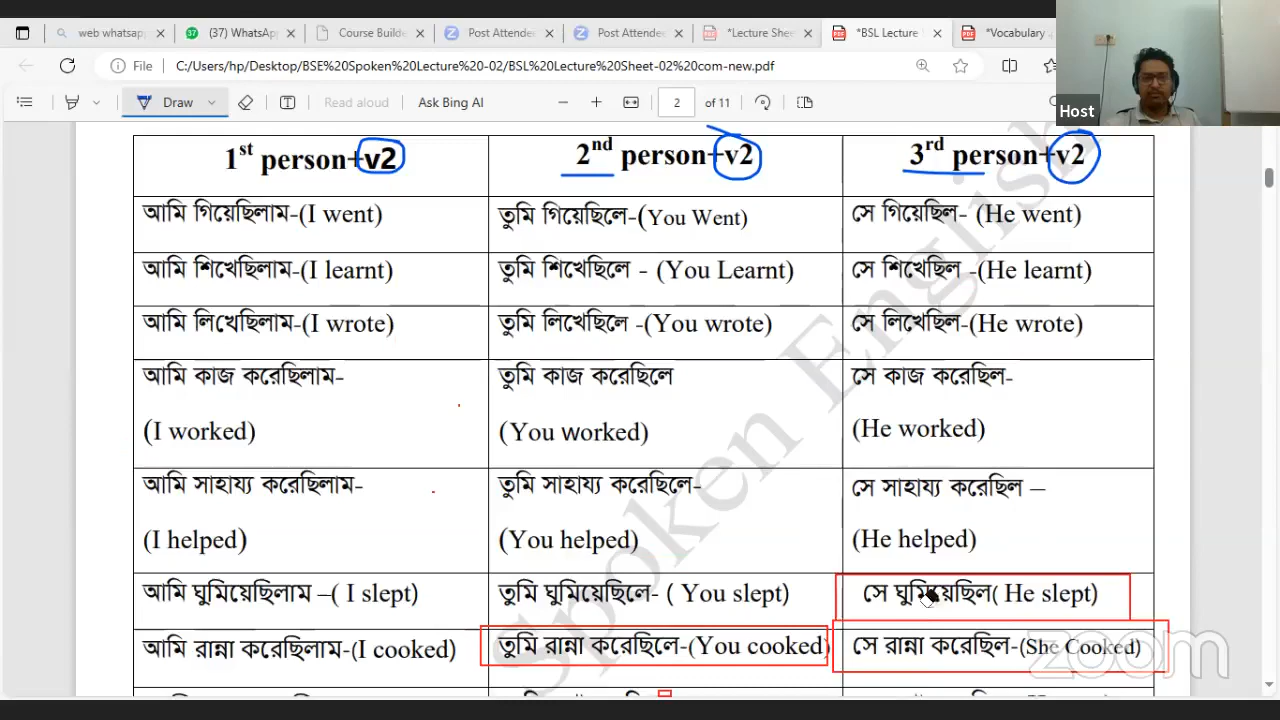 web whatsap
(37) WhatsAp
Course Builde
Post Attende
Post Attende
*Lecture Shee
*BSL Lecture
*Vocabulary
File
C:/Users/hp/Desktop/BSE%20Spoken%20Lecture%20-02/BSL%20Lecture%20Sheet-02%20com-new.pdf
Draw
Read aloud
Ask Bing AI
2
of 11
Host
1st person+v2
2nd person+v2
3rd person+v2
আমি গিয়েছিলাম-(I went)
তুমি গিয়েছিলে-(You Went)
সে গিয়েছিল- (He went)
আমি শিখেছিলাম-(I learnt)
তুমি শিখেছিলে - (You Learnt)
সে শিখেছিল -(He learnt)
আমি লিখেছিলাম-(I wrote)
তুমি লিখেছিলে -(You wrote)
সে লিখেছিল-(He wrote)
আমি কাজ করেছিলাম-
(I worked)
তুমি কাজ করেছিলে
(You worked)
সে কাজ করেছিল-
(He worked)
আমি সাহায্য করেছিলাম-
(I helped)
তুমি সাহায্য করেছিলে-
(You helped)
সে সাহায্য করেছিল –
(He helped)
আমি ঘুমিয়েছিলাম –( I slept)
তুমি ঘুমিয়েছিলে- ( You slept)
সে ঘুমিয়েছিল( He slept)
আমি রান্না করেছিলাম-(I cooked)
তুমি রান্না করেছিলে-(You cooked)
সে রান্না করেছিল-(She Cooked)
Spoken English
zoom